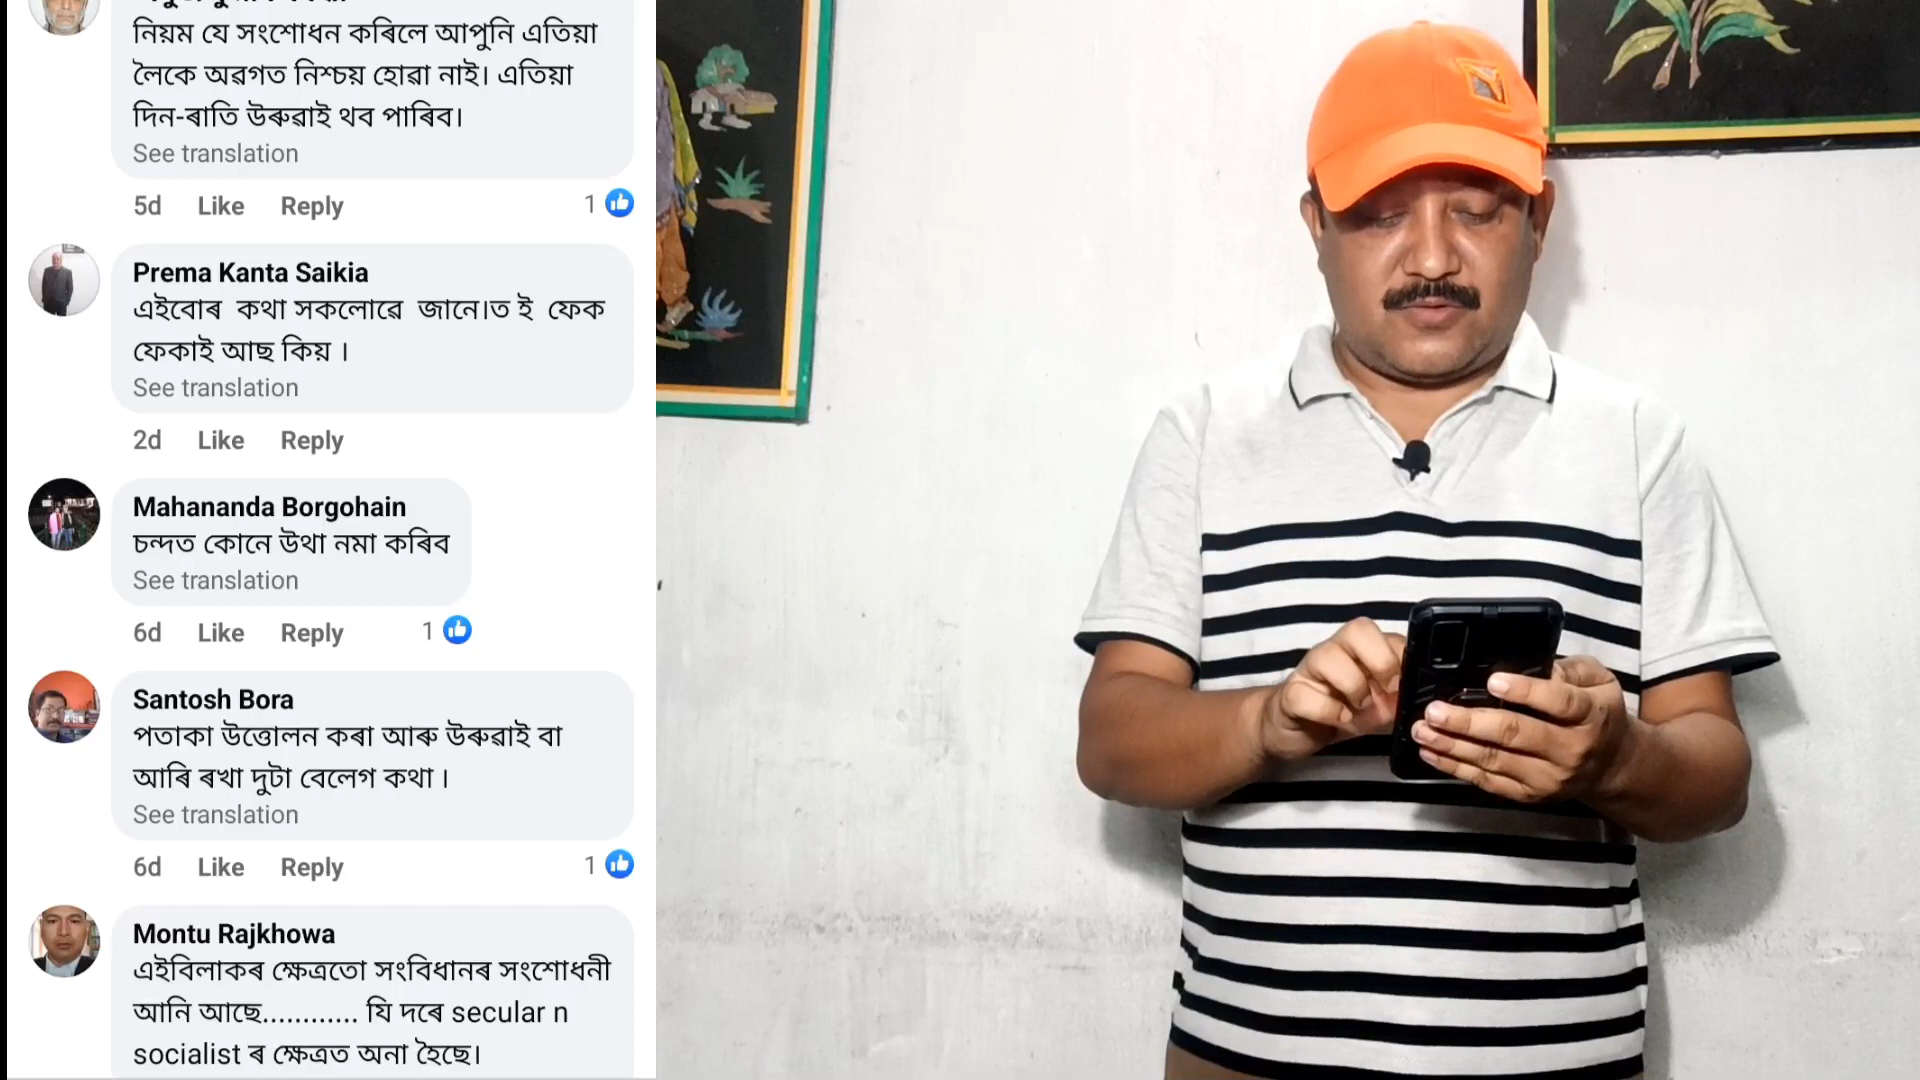 নিয়ম যে সংশোধন কৰিলে আপুনি এতিয়া
লৈকে অৱগত নিশ্চয় হোৱা নাই। এতিয়া
দিন-ৰাতি উৰুৱাই থব পাৰিব।
See translation
5d Like Reply 1
Prema Kanta Saikia
এইবোৰ কথা সকলোৱে জানে।ত ই ফেক
ফেকাই আছ কিয় ।
See translation
2d Like Reply
Mahananda Borgohain
চন্দত কোনে উথা নমা কৰিব
See translation
6d Like Reply 1
Santosh Bora
পতাকা উত্তোলন কৰা আৰু উৰুৱাই বা
আৰি ৰখা দুটা বেলেগ কথা ।
See translation
6d Like Reply 1
Montu Rajkhowa
এইবিলাকৰ ক্ষেত্ৰতো সংবিধানৰ সংশোধনী
আনি আছে............ যি দৰে secular n
socialist ৰ ক্ষেত্ৰত অনা হৈছে।